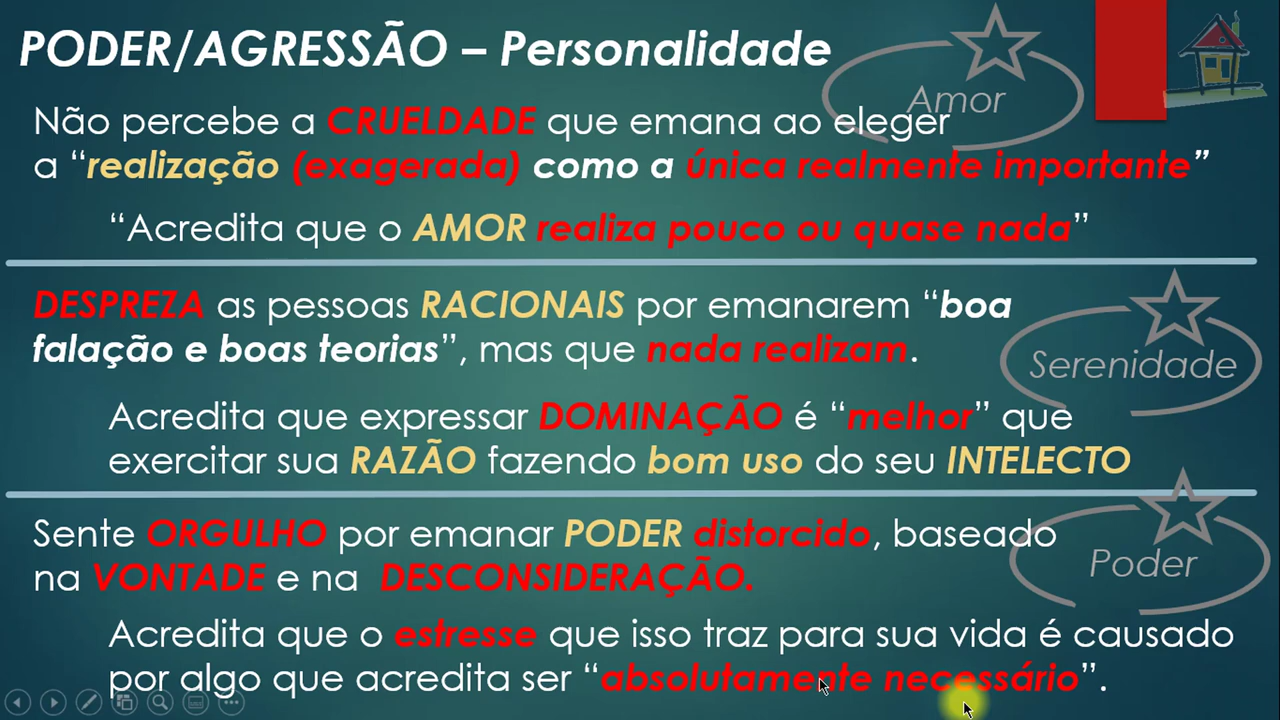 PODER/AGRESSÃO – Personalidade
Amor
Não percebe a CRUELDADE que emana ao eleger
a “realização (exagerada) como a única realmente importante”
“Acredita que o AMOR realiza pouco ou quase nada”
DESPREZA as pessoas RACIONAIS por emanarem “boa
falação e boas teorias”, mas que nada realizam.
Serenidade
Acredita que expressar DOMINAÇÃO é “melhor” que
exercitar sua RAZÃO fazendo bom uso do seu INTELECTO
Sente ORGULHO por emanar PODER distorcido, baseado
na VONTADE e na DESCONSIDERAÇÃO.
Poder
Acredita que o estresse que isso traz para sua vida é causado
por algo que acredita ser “absolutamente necessário”.